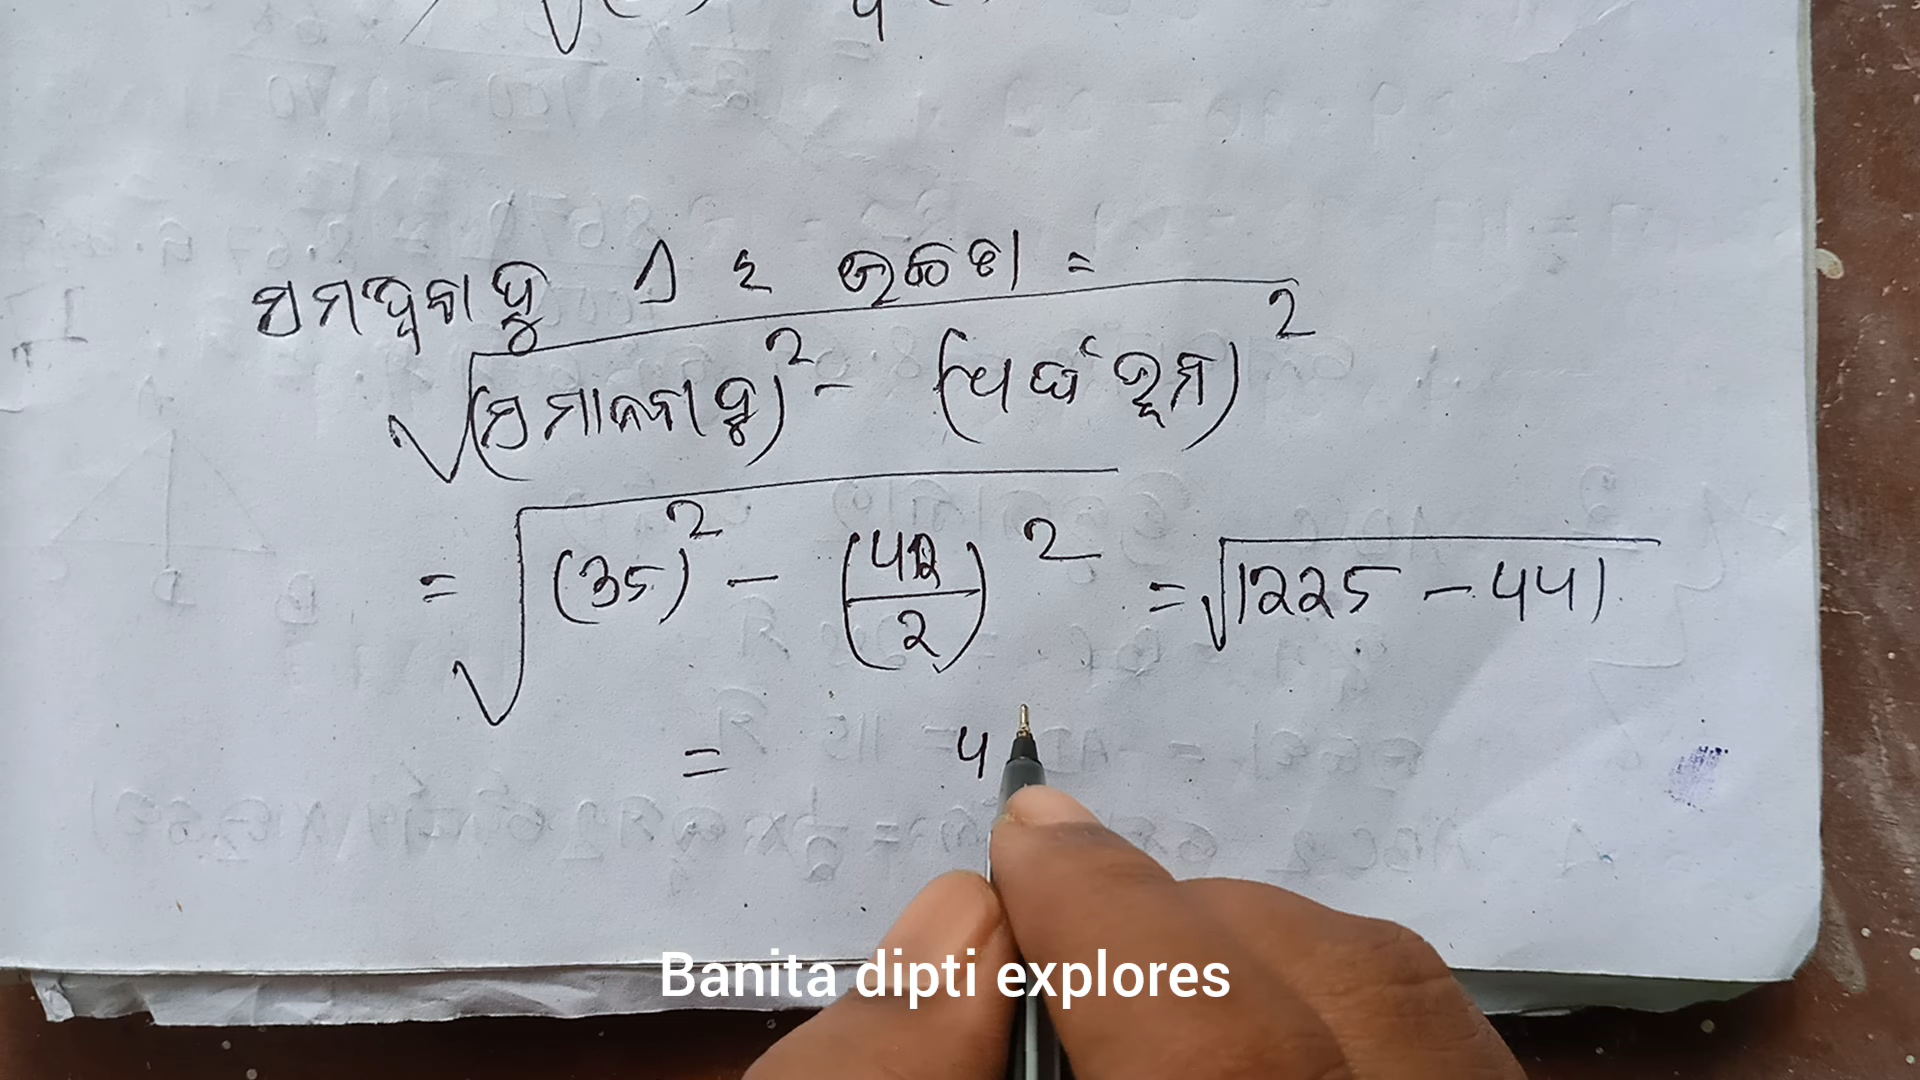 ସମଦ୍ୱିବାହୁ Δ ର ଉଚ୍ଚତା =
√(ସମାନବାହୁ)² - (ଅର୍ଦ୍ଧ ଭୂମି)²
= √(35)² - (42/2)² = √1225 - 441
= 4
Banita dipti explores